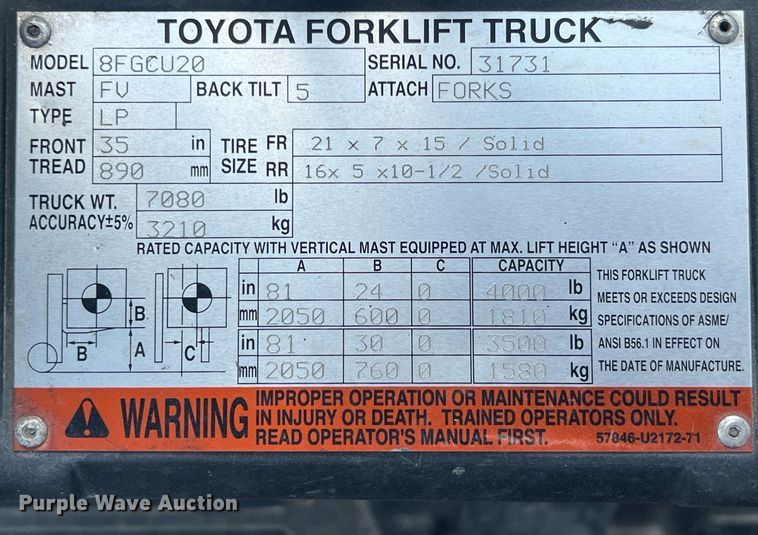 TOYOTA FORKLIFT TRUCK
MODEL 8FGCU20 SERIAL NO. 31731
MAST FV BACK TILT 5 ATTACH FORKS
TYPE LP
FRONT TREAD 35 in TIRE SIZE FR 21 x 7 x 15 / Solid
890 mm RR 16x 5 x10-1/2 /Solid
TRUCK WT. 7080 lb
ACCURACY±5% 3210 kg
RATED CAPACITY WITH VERTICAL MAST EQUIPPED AT MAX. LIFT HEIGHT "A" AS SHOWN
A B C CAPACITY
in 81 24 0 4000 lb
mm 2050 600 0 1810 kg
in 81 30 0 3500 lb
mm 2050 760 0 1580 kg
B
B A C
THIS FORKLIFT TRUCK
MEETS OR EXCEEDS DESIGN
SPECIFICATIONS OF ASME/
ANSI B56.1 IN EFFECT ON
THE DATE OF MANUFACTURE.
WARNING
IMPROPER OPERATION OR MAINTENANCE COULD RESULT
IN INJURY OR DEATH. TRAINED OPERATORS ONLY.
READ OPERATOR'S MANUAL FIRST. 57846-U2172-71
Purple Wave Auction